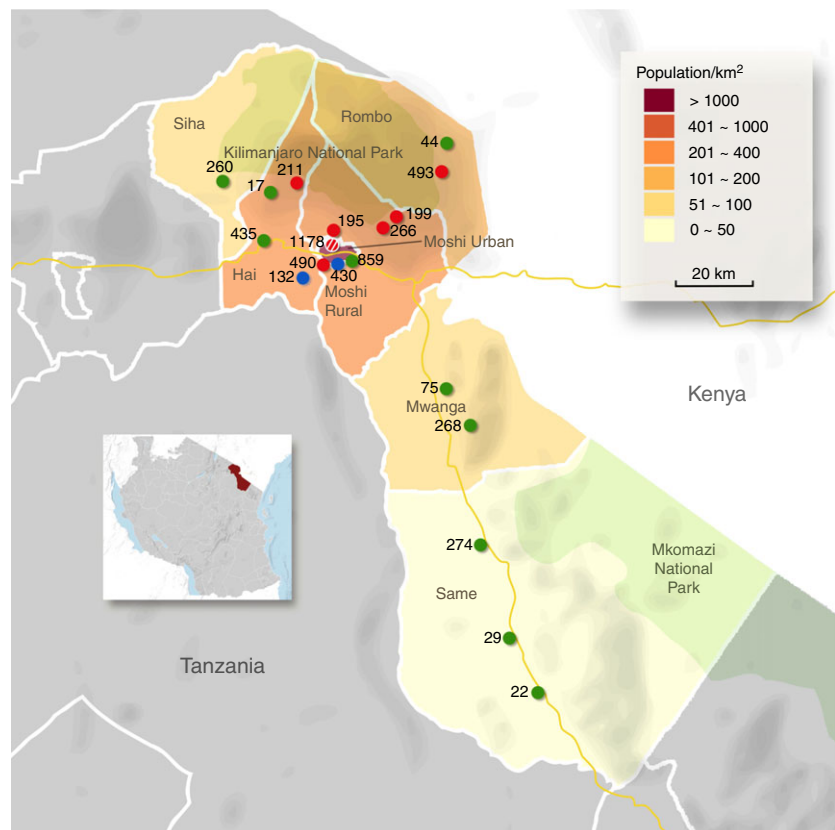 Population/km²
> 1000
401 ~ 1000
201 ~ 400
101 ~ 200
51 ~ 100
0 ~ 50
20 km
Siha
Rombo
44
Kilimanjaro National Park
260
17
211
493
195
199
266
435
1178
Moshi Urban
Hai
490
859
132
430
Moshi
Rural
75
Mwanga
268
Kenya
274
Mkomazi
National
Park
Same
29
Tanzania
22